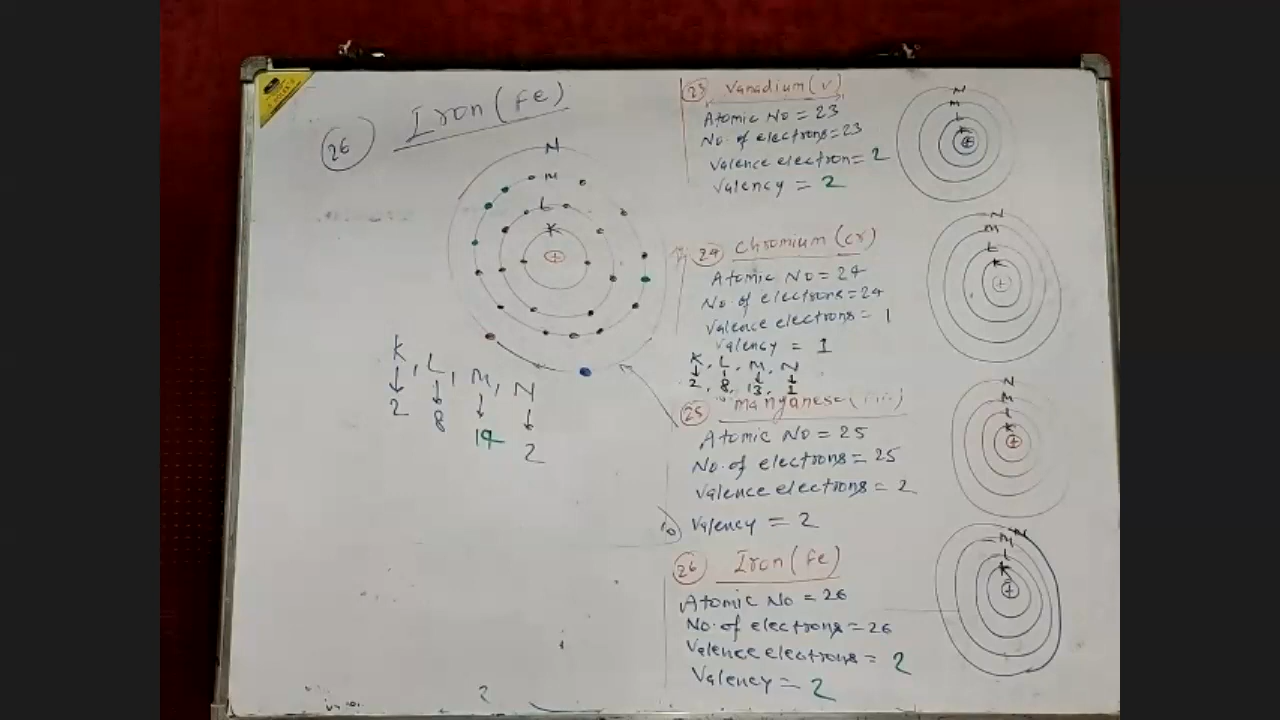 26 Iron (Fe)
N
M
L
K
+
K, L, M, N
2 8 14 2
23 Vanadium (V)
Atomic No = 23
No. of electrons = 23
Valence electron = 2
Valency = 2
N
M
L
K
+
24 Chromium (Cr)
Atomic No = 24
No. of electrons = 24
Valence electrons = 1
Valency = 1
K, L, M, N
2, 8, 13, 1
N
M
L
K
+
25 Manganese
Atomic No = 25
No. of electrons = 25
Valence electrons = 2
Valency = 2
N
M
L
K
+
26 Iron (Fe)
Atomic No = 26
No. of electrons = 26
Valence electrons = 2
Valency = 2
N
M
L
K
+
2